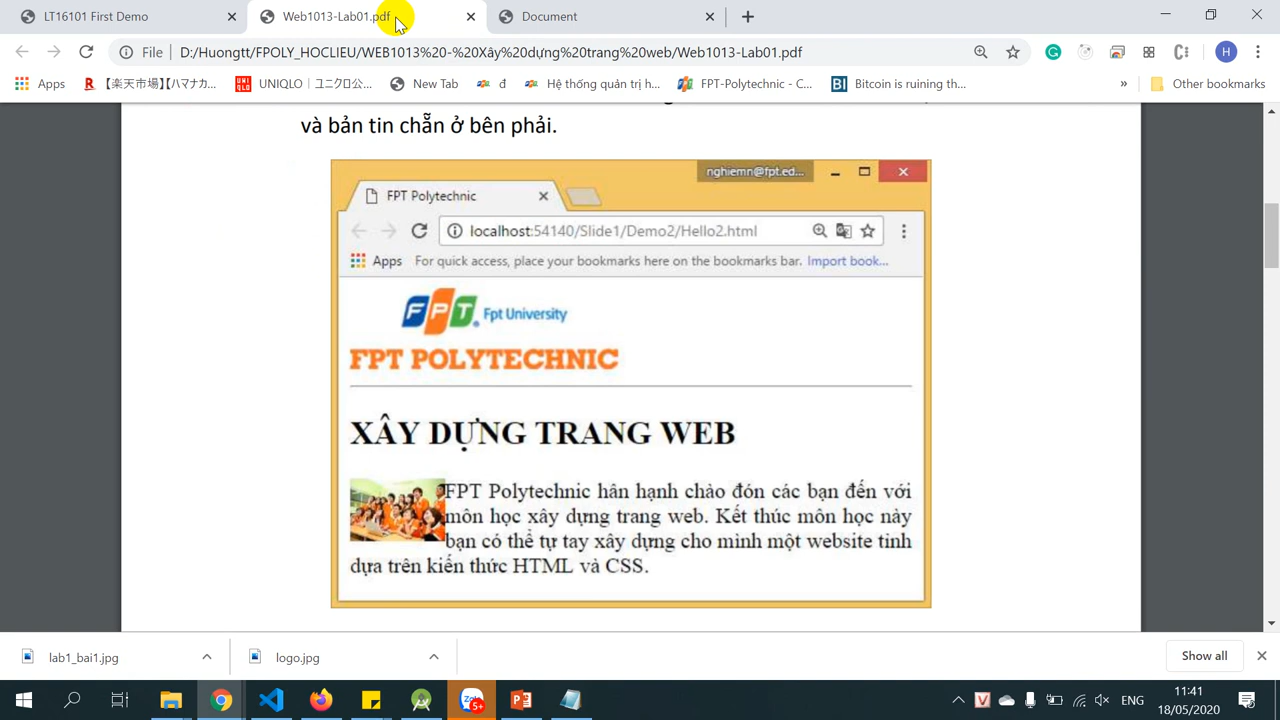 LT16101 First Demo
Web1013-Lab01.pdf
Document
File D:/Huongtt/FPOLY_HOCLIEU/WEB1013%20-%20Xây%20dựng%20trang%20web/Web1013-Lab01.pdf
H
Apps
【楽天市場】【ハマナカ...
UNIQLO｜ユニクロ公...
New Tab
đ
Hệ thống quản trị h...
FPT-Polytechnic - C...
Bitcoin is ruining th...
» Other bookmarks
và bản tin chẵn ở bên phải.
nghiemn@fpt.ed...
FPT Polytechnic
localhost:54140/Slide1/Demo2/Hello2.html
Apps For quick access, place your bookmarks here on the bookmarks bar. Import book...
FPT Fpt University
FPT POLYTECHNIC
XÂY DỰNG TRANG WEB
FPT Polytechnic hân hạnh chào đón các bạn đến với
môn học xây dựng trang web. Kết thúc môn học này
bạn có thể tự tay xây dựng cho mình một website tĩnh
dựa trên kiến thức HTML và CSS.
lab1_bai1.jpg
logo.jpg
Show all
Zalo
5+
ENG
11:41
18/05/2020